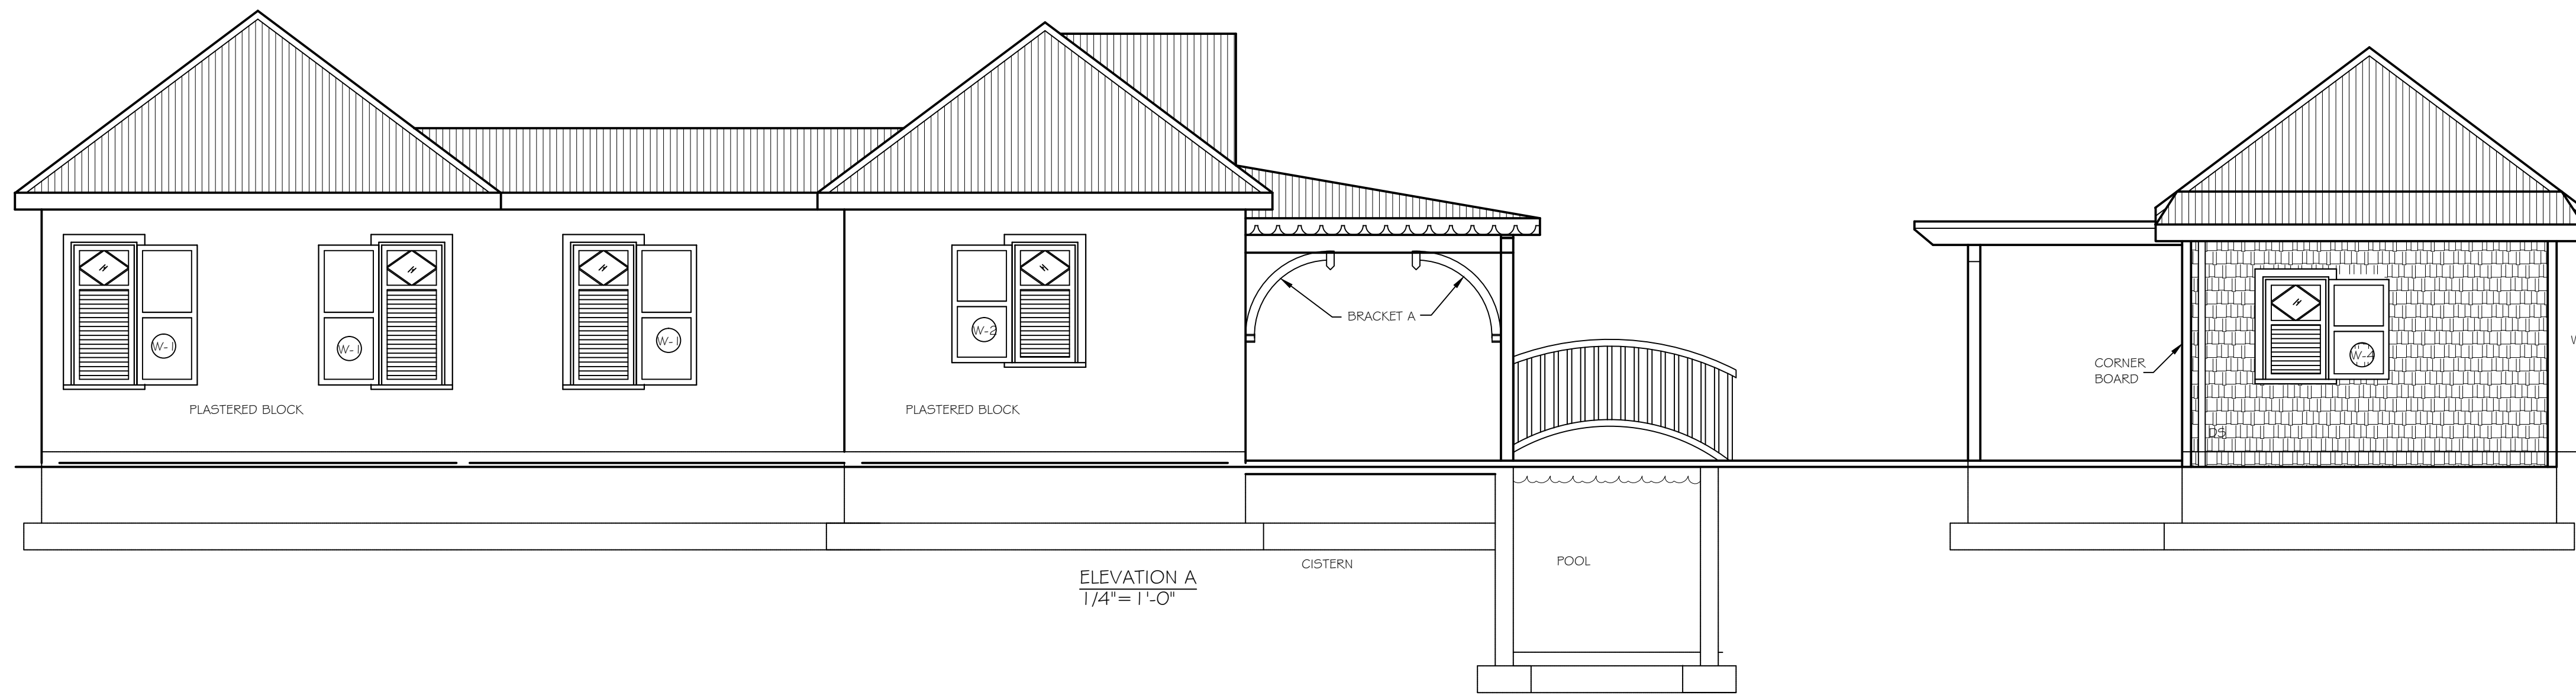 H
H
H
H
H
W-1
W-1
W-1
W-2
BRACKET A
W-4
CORNER
BOARD
PLASTERED BLOCK
PLASTERED BLOCK
DS
CISTERN
POOL
ELEVATION A
1/4"=1'-0"